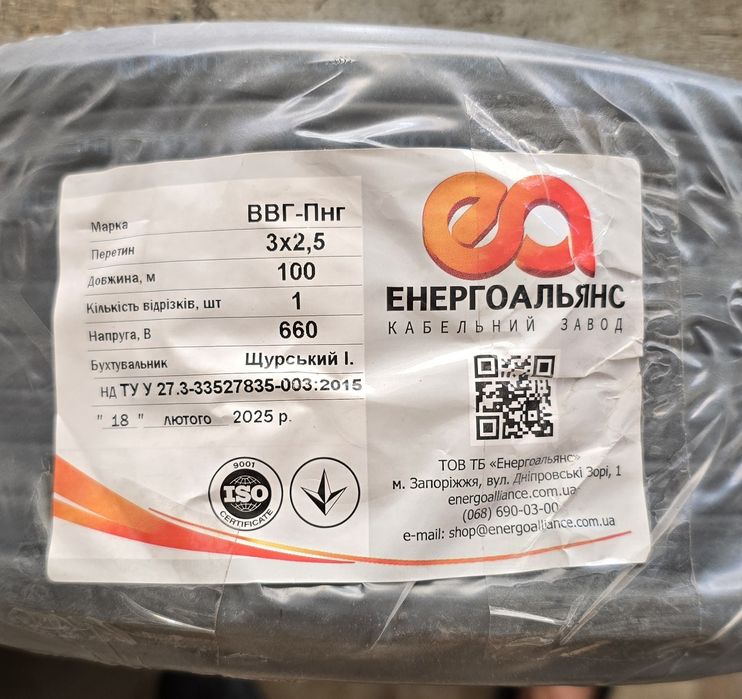 Марка ВВГ-Пнг
Перетин 3х2,5
Довжина, м 100
Кількість відрізків, шт 1
Напруга, В 660
Бухтувальник Щурський І.
НД ТУ У 27.3-33527835-003:2015
" 18 " лютого 2025 р.
9001
ISO
CERTIFICATE
ЕНЕРГОАЛЬЯНС
КАБЕЛЬНИЙ ЗАВОД
ТОВ ТБ «Енергоальянс»
м. Запоріжжя, вул. Дніпровські Зорі, 1
energoalliance.com.ua
(068) 690-03-00
e-mail: shop@energoalliance.com.ua